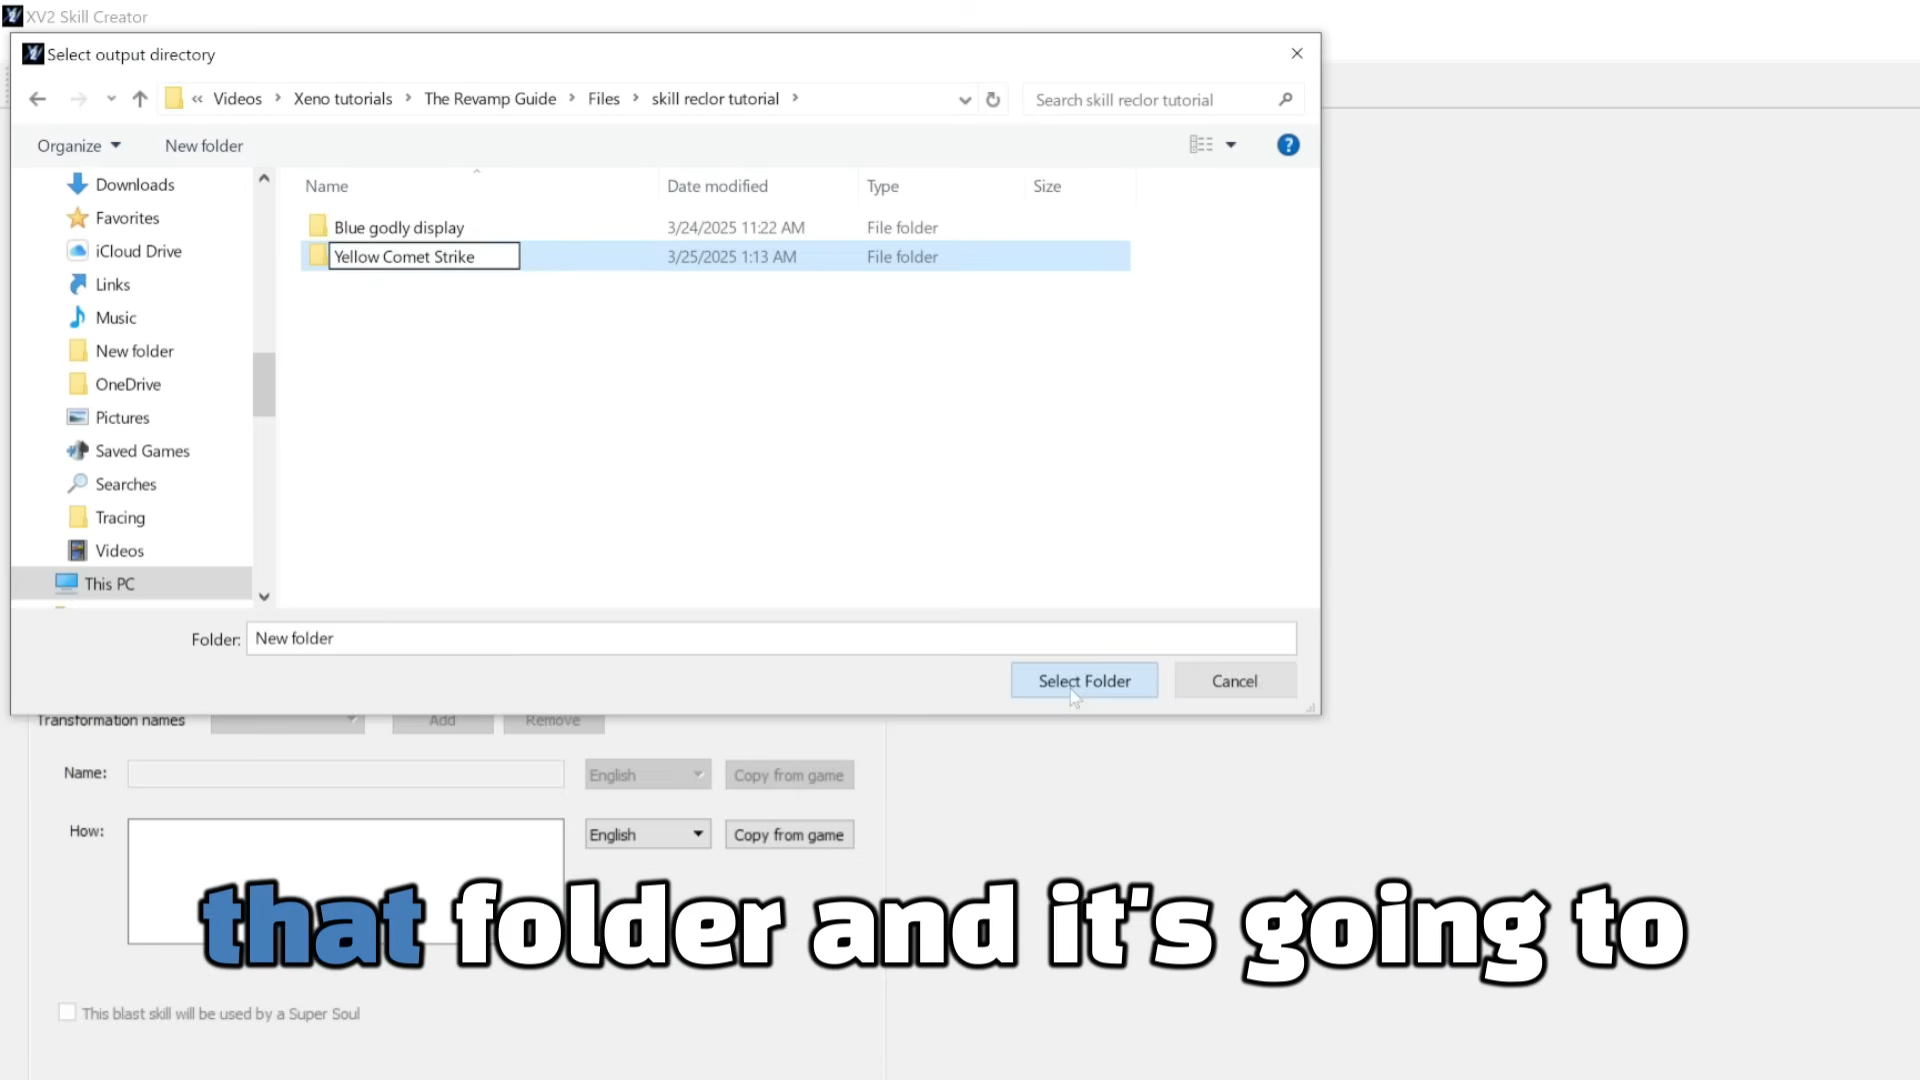 XV2 Skill Creator
Select output directory
« Videos > Xeno tutorials > The Revamp Guide > Files > skill reclor tutorial >
Search skill reclor tutorial
Organize New folder
?
Downloads
Favorites
iCloud Drive
Links
Music
New folder
OneDrive
Pictures
Saved Games
Searches
Tracing
Videos
This PC
Name Date modified Type Size
Blue godly display 3/24/2025 11:22 AM File folder
Yellow Comet Strike 3/25/2025 1:13 AM File folder
Folder: New folder
Select Folder Cancel
Transformation names Add Remove
Name: English Copy from game
How: English Copy from game
that folder and it's going to
This blast skill will be used by a Super Soul